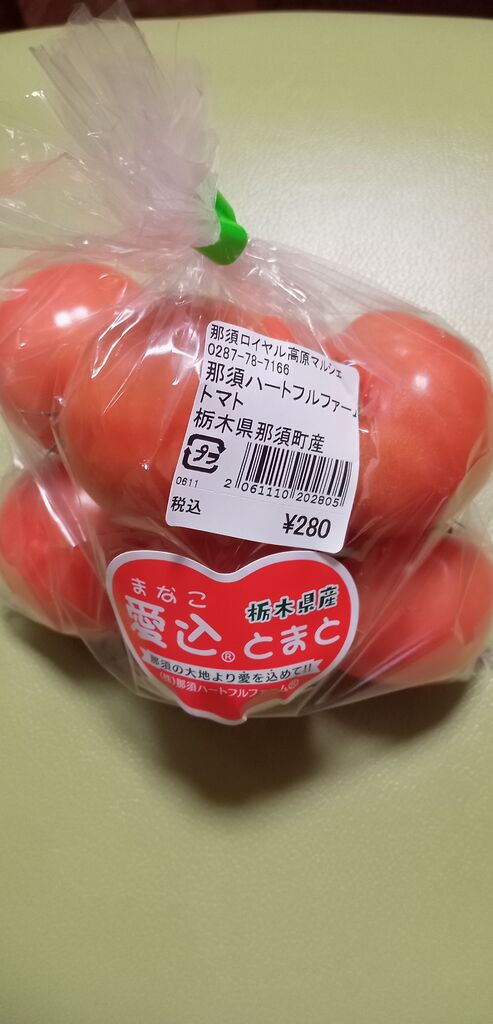 那須ロイヤル高原マルシェ
0287-78-7166
那須ハートフルファーム
トマト
栃木県那須町産
プラ
0611
2 061110 202805
税込
¥280
まなこ
愛込® とまと
栃木県産
那須の大地より愛を込めて!!
(株)那須ハートフルファーム